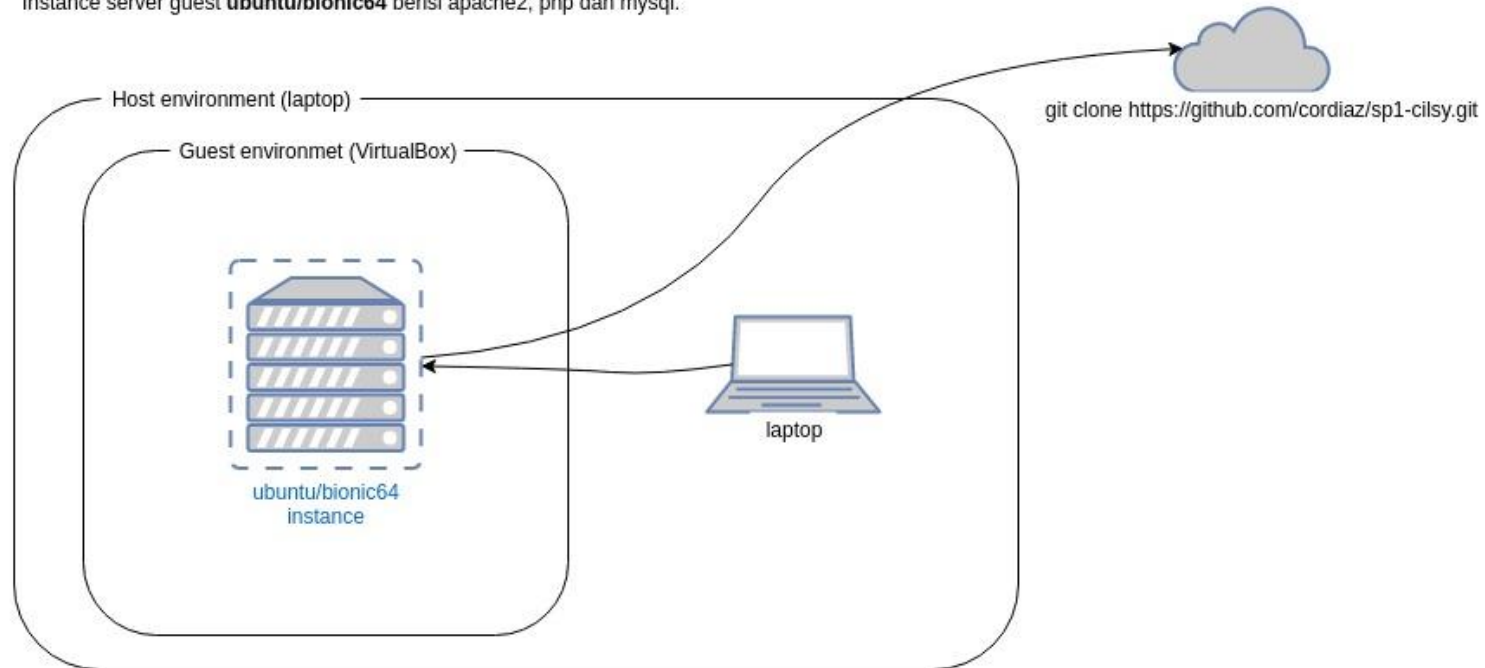 instance server guest ubuntu/bionic64 berisi apache2, php dan mysql.
Host environment (laptop)
git clone https://github.com/cordiaz/sp1-cilsy.git
Guest environmet (VirtualBox)
laptop
ubuntu/bionic64
instance